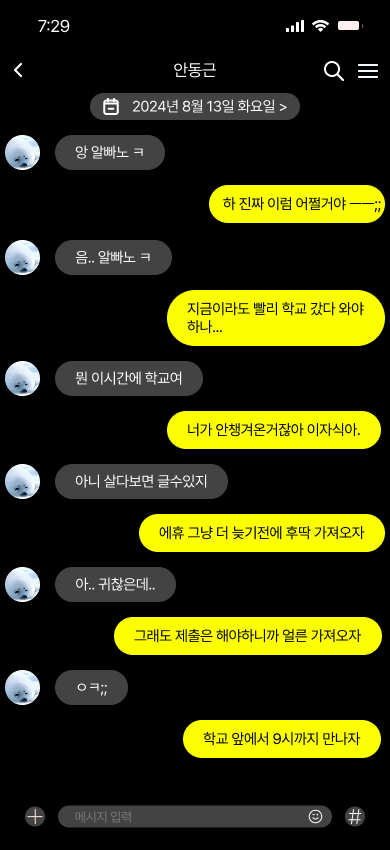 7:29
안동근
2024년 8월 13일 화요일 >
앙 알빠노 ㅋ
하 진짜 이럼 어쩔거야 ㅡㅡ;;
음.. 알빠노 ㅋ
지금이라도 빨리 학교 갔다 와야
하나...
뭔 이시간에 학교여
너가 안챙겨온거잖아 이자식아.
아니 살다보면 글수있지
에휴 그냥 더 늦기전에 후딱 가져오자
아.. 귀찮은데..
그래도 제출은 해야하니까 얼른 가져오자
ㅇㅋ;;
학교 앞에서 9시까지 만나자
메시지 입력